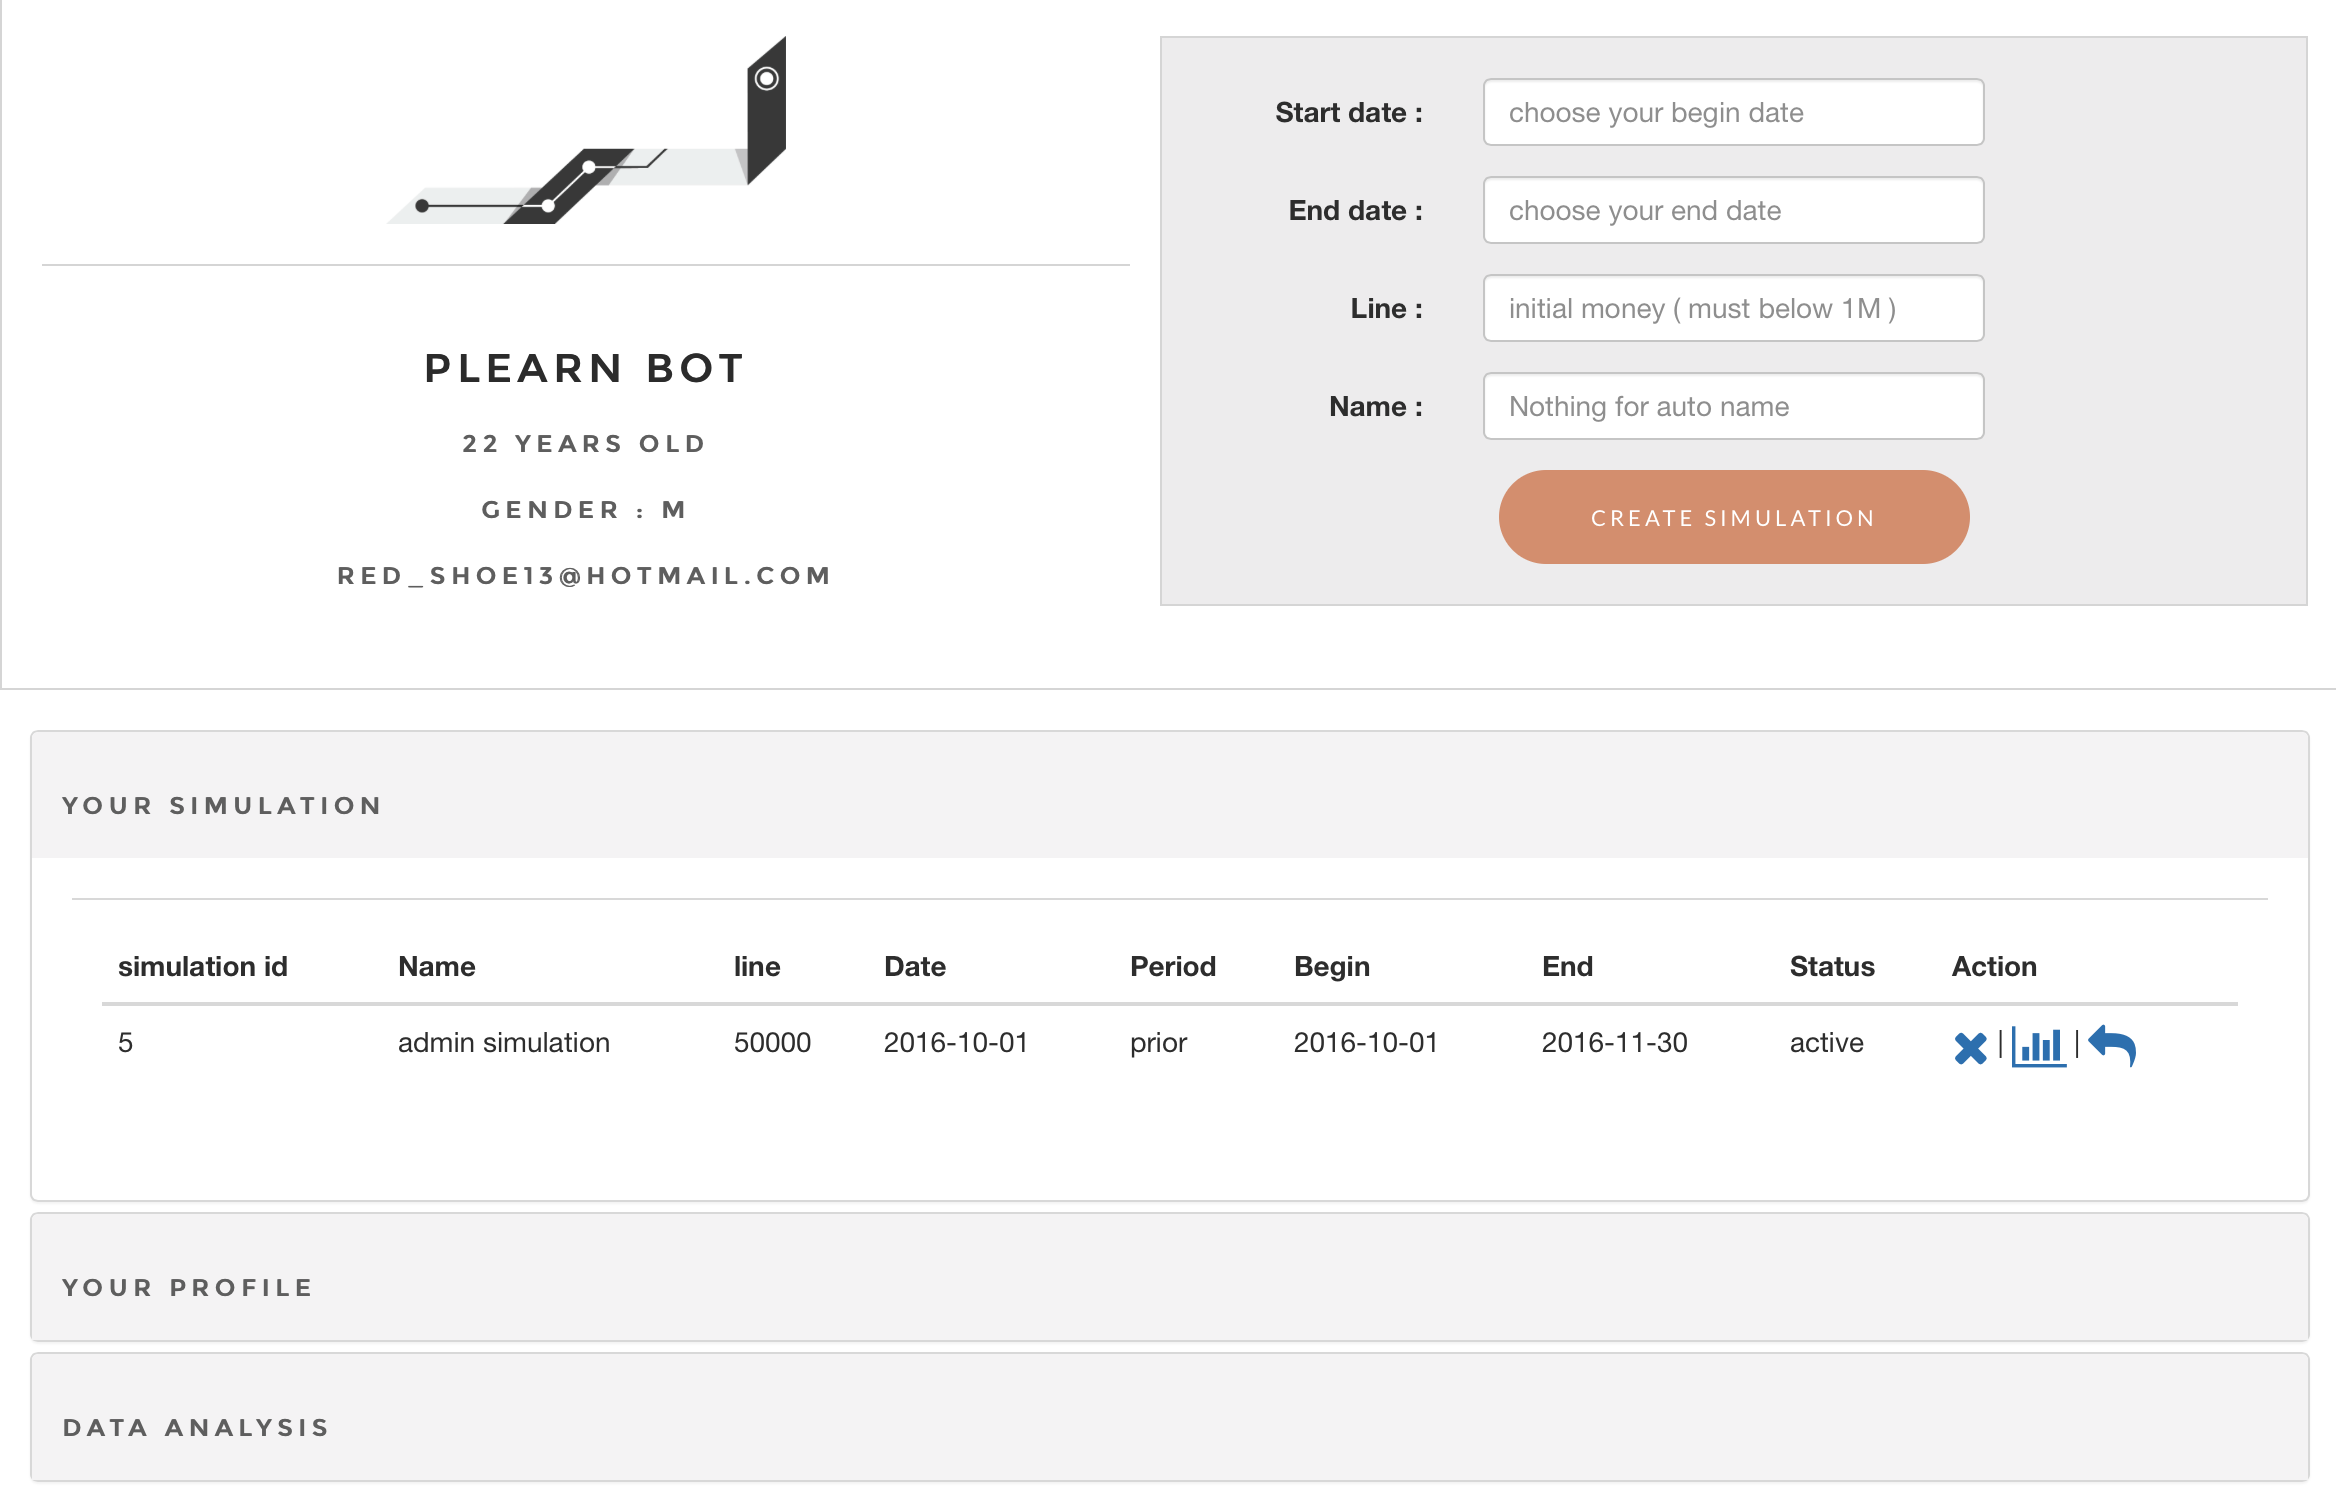 PLEARN BOT
22 YEARS OLD
GENDER : M
RED_SHOE13@HOTMAIL.COM
Start date : choose your begin date
End date : choose your end date
Line : initial money ( must below 1M )
Name : Nothing for auto name
CREATE SIMULATION
YOUR SIMULATION
simulation id Name line Date Period Begin End Status Action
5 admin simulation 50000 2016-10-01 prior 2016-10-01 2016-11-30 active | |
YOUR PROFILE
DATA ANALYSIS